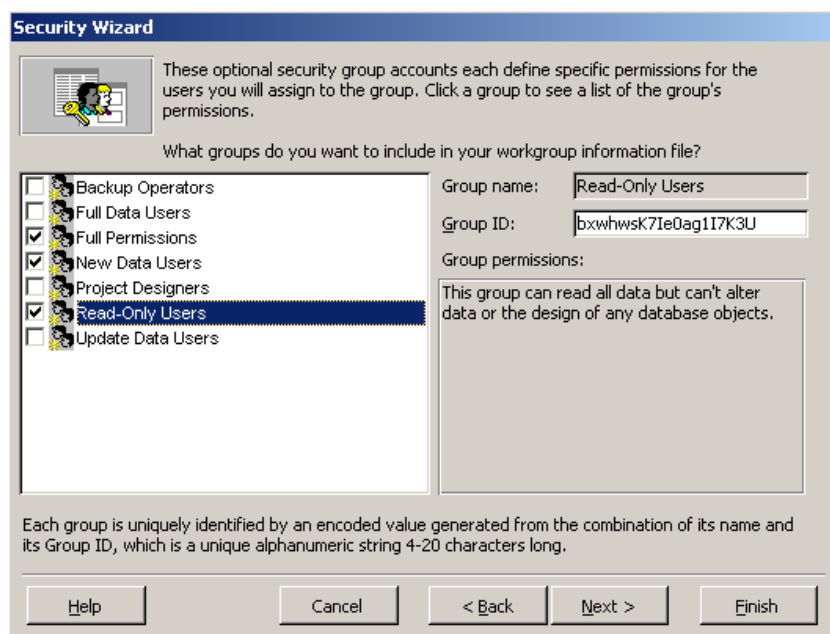 Security Wizard
These optional security group accounts each define specific permissions for the
users you will assign to the group. Click a group to see a list of the group's
permissions.
What groups do you want to include in your workgroup information file?
Backup Operators
Full Data Users
Full Permissions
New Data Users
Project Designers
Read-Only Users
Update Data Users
Group name:
Read-Only Users
Group ID:
bxwhwsK7Ie0ag1I7K3U
Group permissions:
This group can read all data but can't alter
data or the design of any database objects.
Each group is uniquely identified by an encoded value generated from the combination of its name and
its Group ID, which is a unique alphanumeric string 4-20 characters long.
Help
Cancel
< Back
Next >
Finish